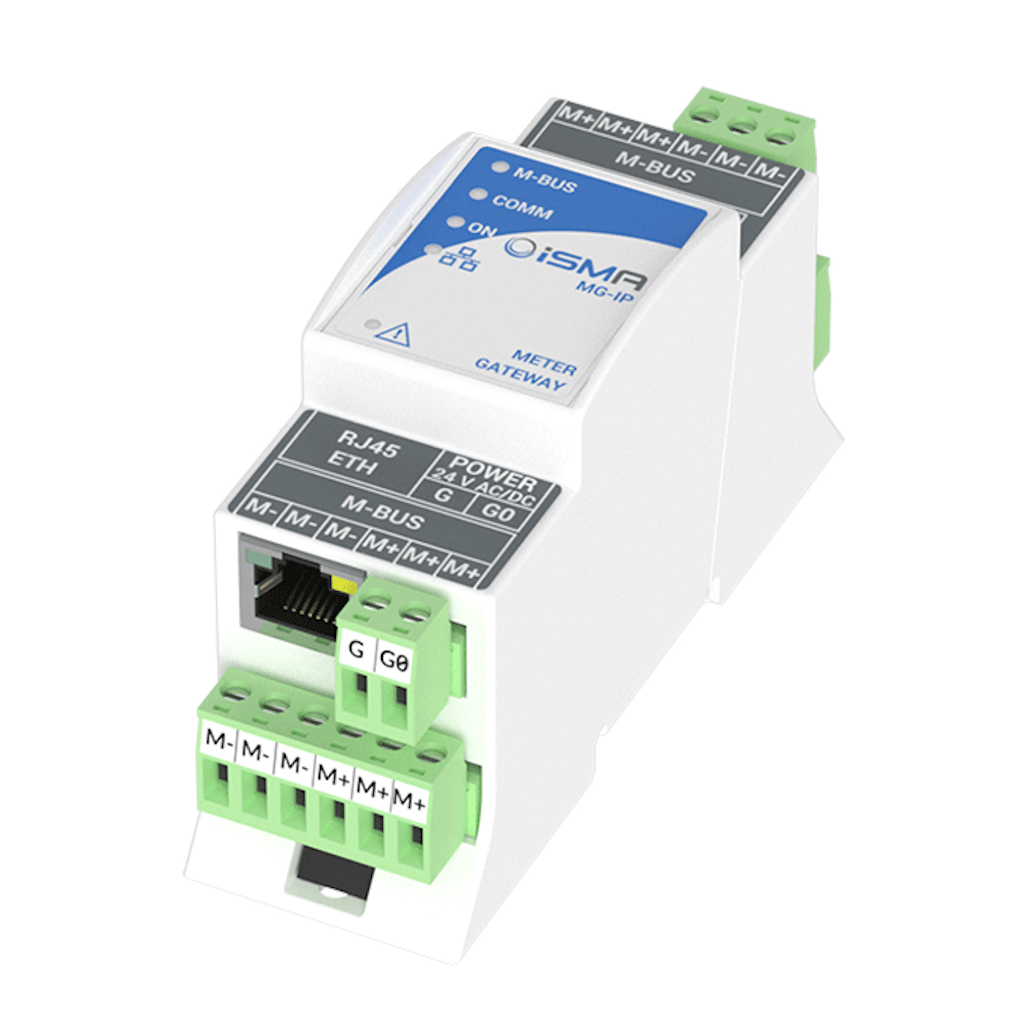 M+ M+ M+ M- M- M-
M-BUS
M-BUS
COMM
ON
iSMA
MG-IP
!
METER
GATEWAY
RJ45
ETH
POWER
24 V AC/DC
G G0
M-BUS
M- M- M- M+ M+ M+
G G0
M- M- M- M+ M+ M+